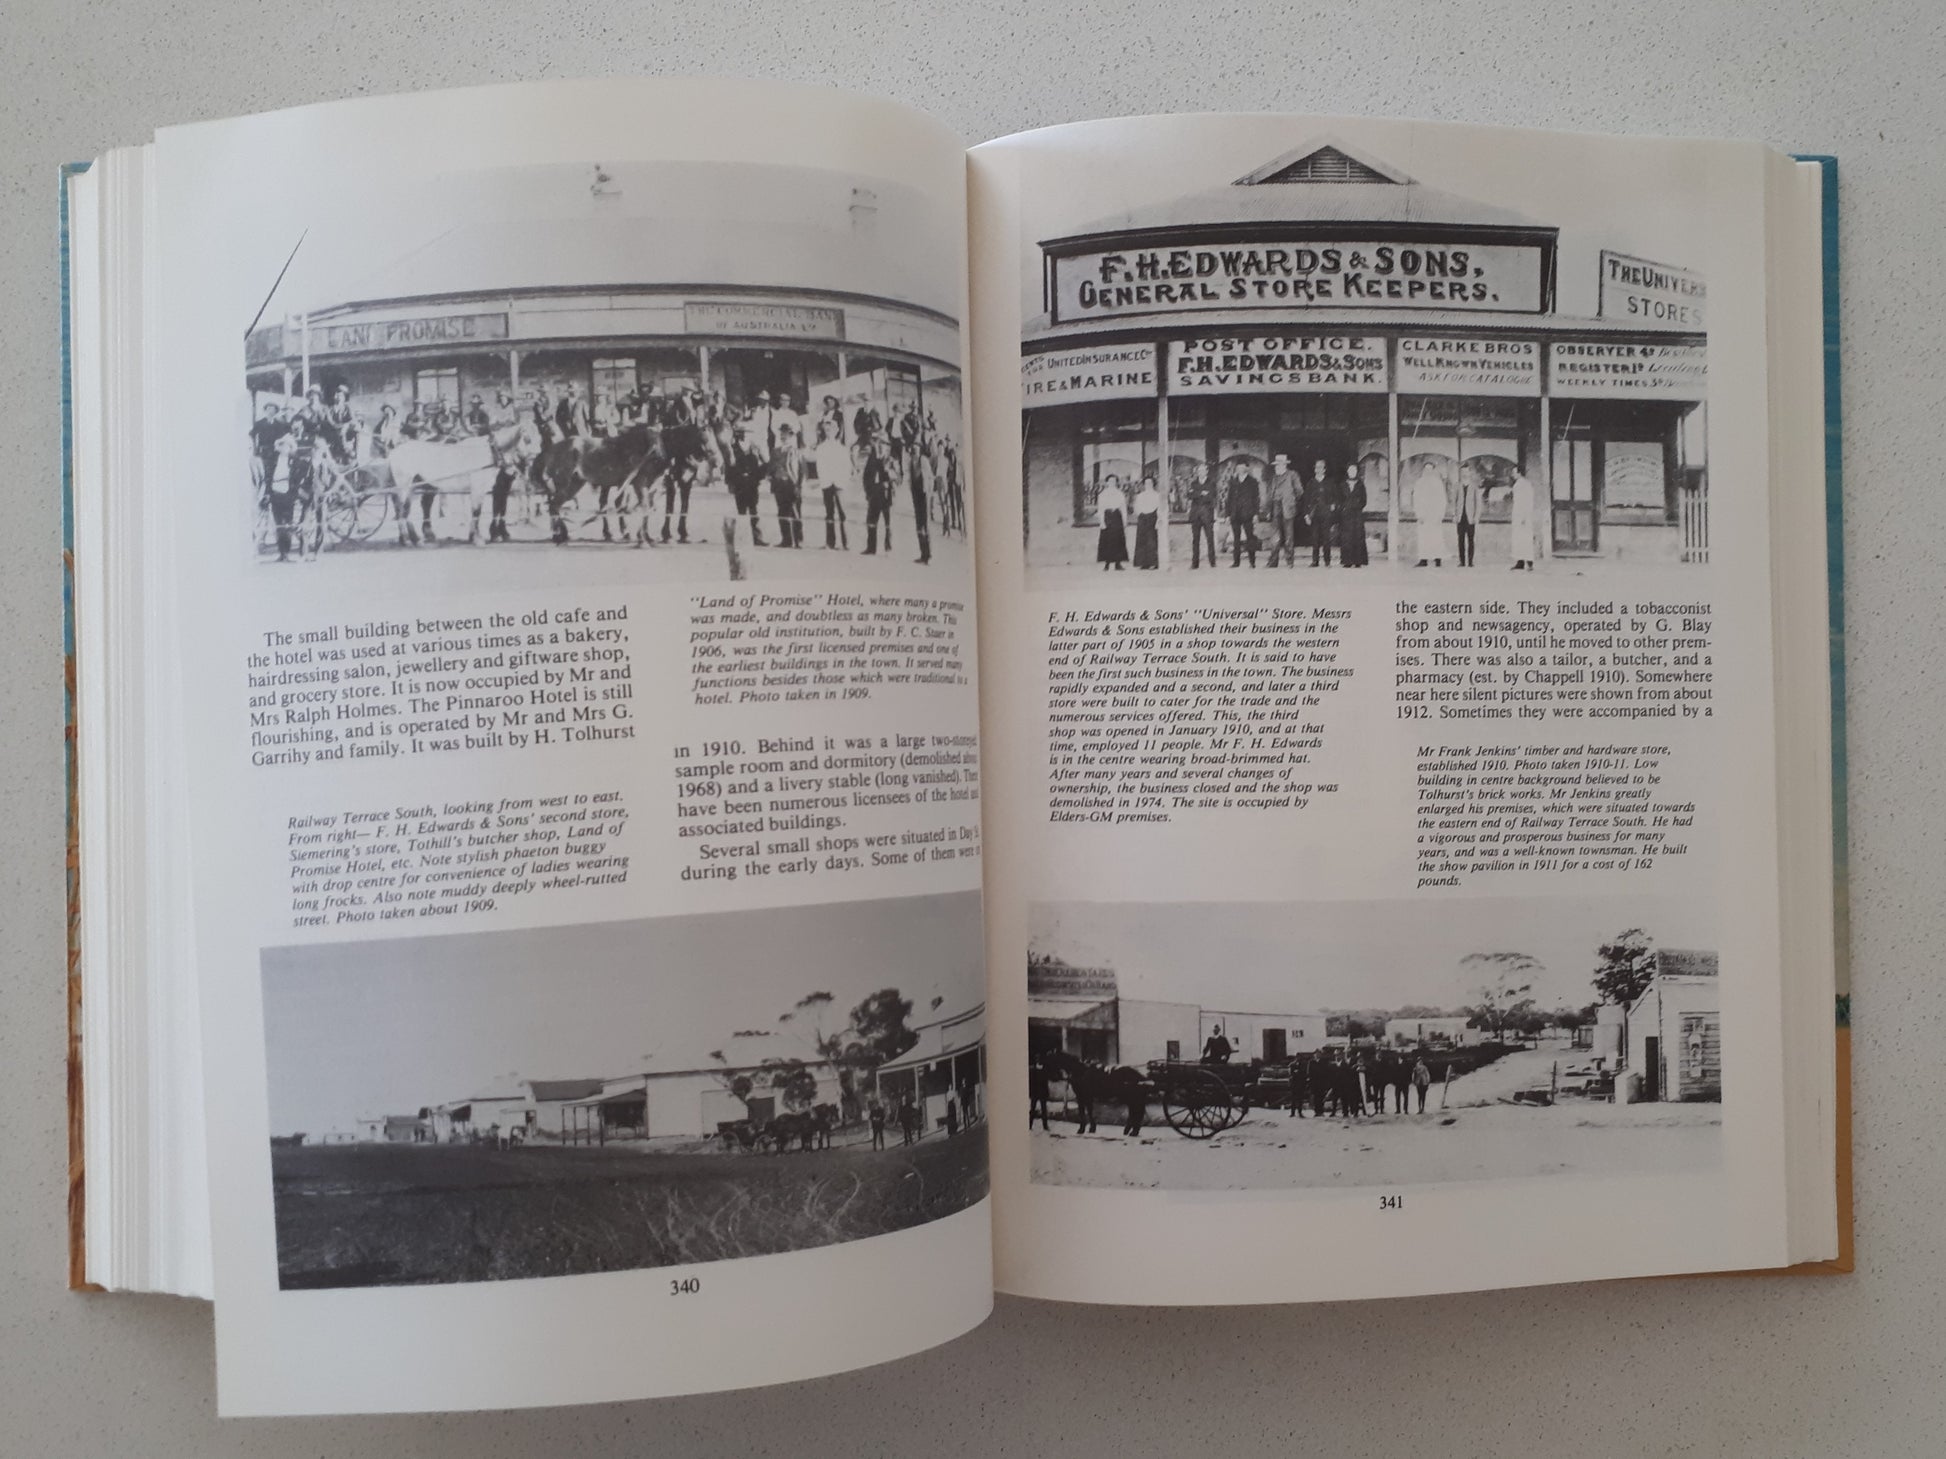 LAND PROMISE
THE COMMERCIAL BANK
OF AUSTRALIA
The small building between the old cafe and
the hotel was used at various times as a bakery,
hairdressing salon, jewellery and giftware shop,
and grocery store. It is now occupied by Mr and
Mrs Ralph Holmes. The Pinnaroo Hotel is still
flourishing, and is operated by Mr and Mrs G.
Garrihy and family. It was built by H. Tolhurst
Railway Terrace South, looking from west to east.
From right— F. H. Edwards & Sons' second store,
Siemering's store, Tothill's butcher shop, Land of
Promise Hotel, etc. Note stylish phaeton buggy
with drop centre for convenience of ladies wearing
long frocks. Also note muddy deeply wheel-rutted
street. Photo taken about 1909.
"Land of Promise" Hotel, where many a promise
was made, and doubtless as many broken. This
popular old institution, built by F. C. in
1906, was the first licensed premises and one of
the earliest buildings in the town. It served many
functions besides those which were traditional to a
hotel. Photo taken in 1909.
in 1910. Behind it was a large two-storeyed
sample room and dormitory (demolished about
1968) and a livery stable (long vanished). There
have been numerous licensees of the hotel and
associated buildings.
Several small shops were situated in Day St
during the early days. Some of them were
340
F.H. EDWARDS & SONS,
GENERAL STORE KEEPERS.
THE UNIVERS
STORES
UNITED INSURANCE Co
FIRE & MARINE
POST OFFICE.
F.H. EDWARDS & SONS
SAVINGS BANK.
CLARKE BROS
WELL KNOWN VEHICLES
ASK FOR CATALOGUE
OBSERVER
REGISTER
WEEKLY TIMES
F. H. Edwards & Sons' "Universal" Store. Messrs
Edwards & Sons established their business in the
latter part of 1905 in a shop towards the western
end of Railway Terrace South. It is said to have
been the first such business in the town. The business
rapidly expanded and a second, and later a third
store were built to cater for the trade and the
numerous services offered. This, the third
shop was opened in January 1910, and at that
time, employed 11 people. Mr F. H. Edwards
is in the centre wearing broad-brimmed hat.
After many years and several changes of
ownership, the business closed and the shop was
demolished in 1974. The site is occupied by
Elders-GM premises.
the eastern side. They included a tobacconist
shop and newsagency, operated by G. Blay
from about 1910, until he moved to other prem-
ises. There was also a tailor, a butcher, and a
pharmacy (est. by Chappell 1910). Somewhere
near here silent pictures were shown from about
1912. Sometimes they were accompanied by a
Mr Frank Jenkins' timber and hardware store,
established 1910. Photo taken 1910-11. Low
building in centre background believed to be
Tolhurst's brick works. Mr Jenkins greatly
enlarged his premises, which were situated towards
the eastern end of Railway Terrace South. He had
a vigorous and prosperous business for many
years, and was a well-known townsman. He built
the show pavilion in 1911 for a cost of 162
pounds.
341